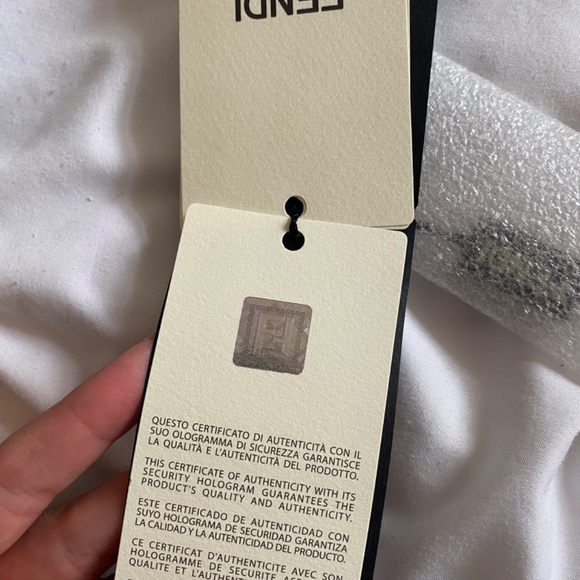 FENDI
QUESTO CERTIFICATO DI AUTENTICITÀ CON IL
SUO OLOGRAMMA DI SICUREZZA GARANTISCE
LA QUALITÀ E L'AUTENTICITÀ DEL PRODOTTO.
THIS CERTIFICATE OF AUTHENTICITY WITH ITS
SECURITY HOLOGRAM GUARANTEES THE
PRODUCT'S QUALITY AND AUTHENTICITY.
ESTE CERTIFICADO DE AUTENTICIDAD CON
SUYO HOLOGRAMA DE SECURIDAD GARANTIZA
LA CALIDAD Y LA AUTENTICIDAD DEL PRODUCTO.
CE CERTIFICAT D'AUTHENTICITE AVEC SON
HOLOGRAMME DE SECURITE
QUALITE ET L'AUTHEN